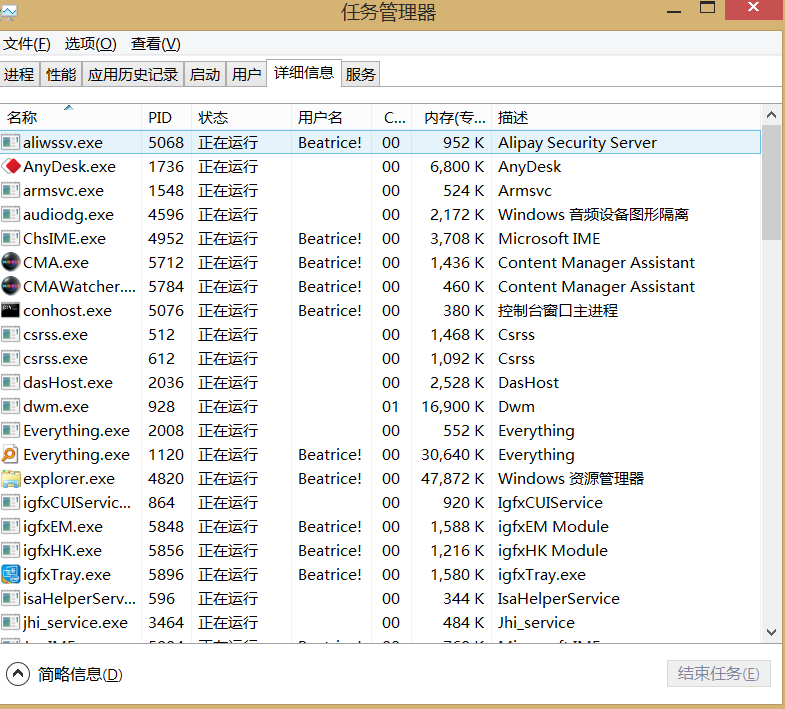 任务管理器
文件(F) 选项(O) 查看(V)
进程 性能 应用历史记录 启动 用户 详细信息 服务
名称 PID 状态 用户名 C... 内存(专... 描述
aliwssv.exe 5068 正在运行 Beatrice! 00 952 K Alipay Security Server
AnyDesk.exe 1736 正在运行 00 6,800 K AnyDesk
armsvc.exe 1548 正在运行 00 524 K Armsvc
audiodg.exe 4596 正在运行 00 2,172 K Windows 音频设备图形隔离
ChsIME.exe 4952 正在运行 Beatrice! 00 3,708 K Microsoft IME
CMA.exe 5712 正在运行 Beatrice! 00 1,436 K Content Manager Assistant
CMAWatcher.... 5784 正在运行 Beatrice! 00 460 K Content Manager Assistant
conhost.exe 5076 正在运行 Beatrice! 00 380 K 控制台窗口主进程
csrss.exe 512 正在运行 00 1,468 K Csrss
csrss.exe 612 正在运行 00 1,092 K Csrss
dasHost.exe 2036 正在运行 00 2,528 K DasHost
dwm.exe 928 正在运行 01 16,900 K Dwm
Everything.exe 2008 正在运行 00 552 K Everything
Everything.exe 1120 正在运行 Beatrice! 00 30,640 K Everything
explorer.exe 4820 正在运行 Beatrice! 00 47,872 K Windows 资源管理器
igfxCUIServic... 864 正在运行 00 920 K IgfxCUIService
igfxEM.exe 5848 正在运行 Beatrice! 00 1,588 K igfxEM Module
igfxHK.exe 5856 正在运行 Beatrice! 00 1,216 K igfxHK Module
igfxTray.exe 5896 正在运行 Beatrice! 00 1,580 K igfxTray.exe
isaHelperServ... 596 正在运行 00 344 K IsaHelperService
jhi_service.exe 3464 正在运行 00 484 K Jhi_service
简略信息(D) 结束任务(E)